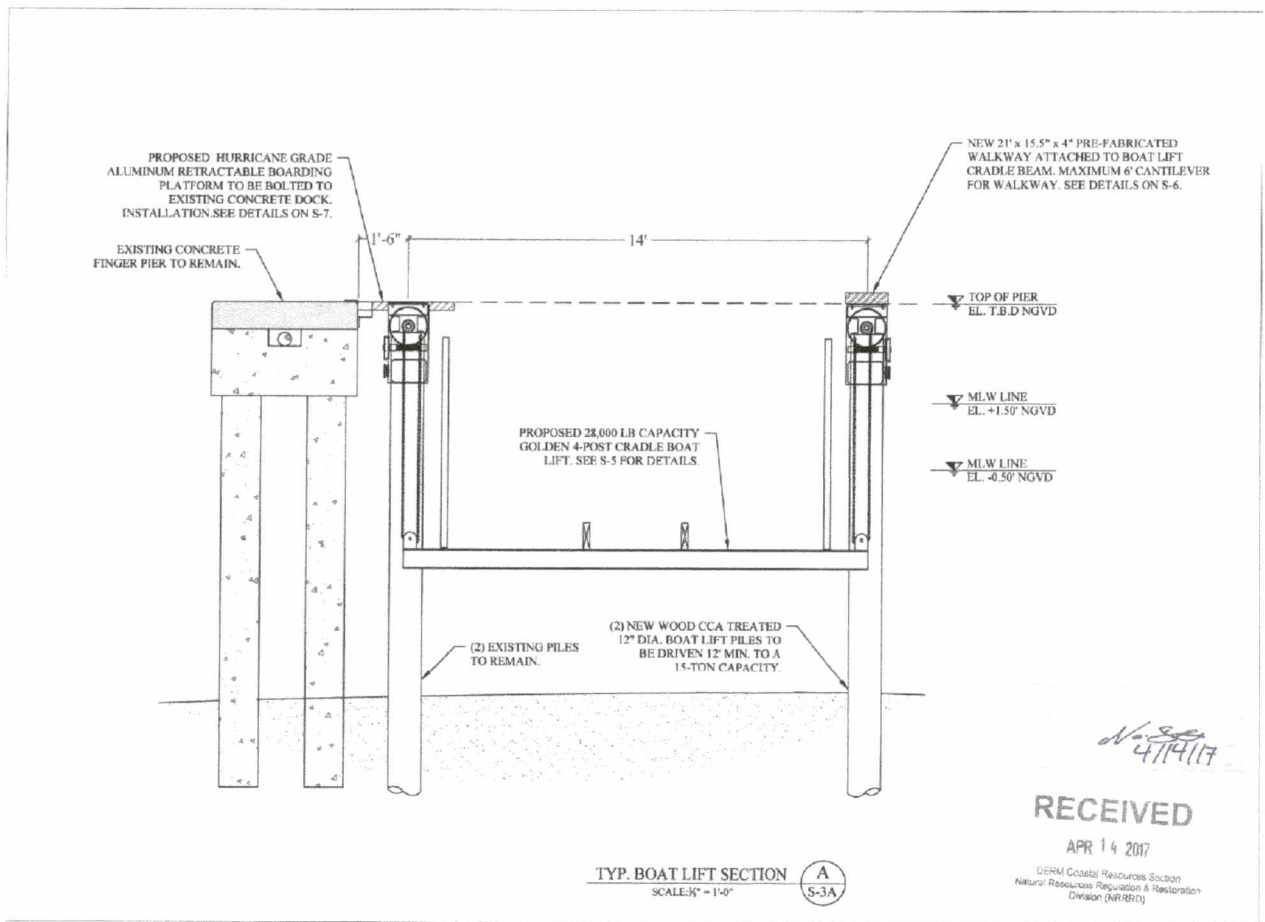 PROPOSED HURRICANE GRADE
ALUMINUM RETRACTABLE BOARDING
PLATFORM TO BE BOLTED TO
EXISTING CONCRETE DOCK.
INSTALLATION.SEE DETAILS ON S-7.
EXISTING CONCRETE
FINGER PIER TO REMAIN.
1'-6"
14'
NEW 21' x 15.5" x 4" PRE-FABRICATED
WALKWAY ATTACHED TO BOAT LIFT
CRADLE BEAM. MAXIMUM 6' CANTILEVER
FOR WALKWAY. SEE DETAILS ON S-6.
TOP OF PIER
EL. T.B.D NGVD
MLW LINE
EL. +1.50' NGVD
MLW LINE
EL. -0.50' NGVD
PROPOSED 28,000 LB CAPACITY
GOLDEN 4-POST CRADLE BOAT
LIFT. SEE S-5 FOR DETAILS.
(2) EXISTING PILES
TO REMAIN.
(2) NEW WOOD CCA TREATED
12" DIA. BOAT LIFT PILES TO
BE DRIVEN 12' MIN. TO A
15-TON CAPACITY.
4/14/17
RECEIVED
APR 14 2017
DERM Coastal Resources Section
Natural Resources Regulation & Restoration
Division (NRRRD)
TYP. BOAT LIFT SECTION
A
S-3A
SCALE: = 1'-0"